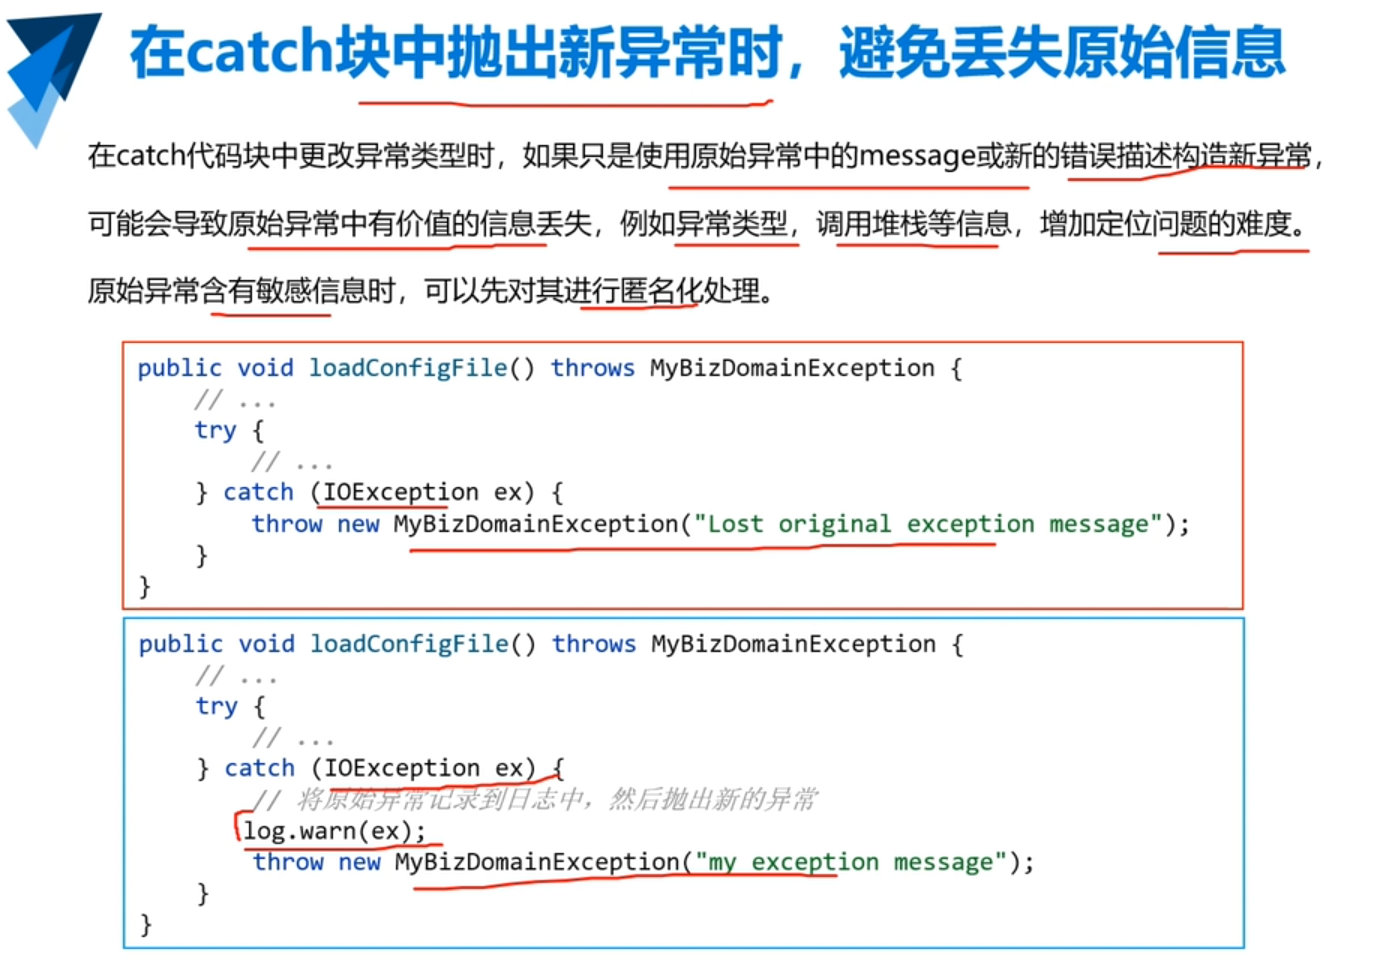 在catch块中抛出新异常时，避免丢失原始信息
在catch代码块中更改异常类型时，如果只是使用原始异常中的message或新的错误描述构造新异常，
可能会导致原始异常中有价值的信息丢失，例如异常类型，调用堆栈等信息，增加定位问题的难度。
原始异常含有敏感信息时，可以先对其进行匿名化处理。
public void loadConfigFile() throws MyBizDomainException {
    // ...
    try {
        // ...
    } catch (IOException ex) {
        throw new MyBizDomainException("Lost original exception message");
    }
}
public void loadConfigFile() throws MyBizDomainException {
    // ...
    try {
        // ...
    } catch (IOException ex) {
        // 将原始异常记录到日志中，然后抛出新的异常
        log.warn(ex);
        throw new MyBizDomainException("my exception message");
    }
}